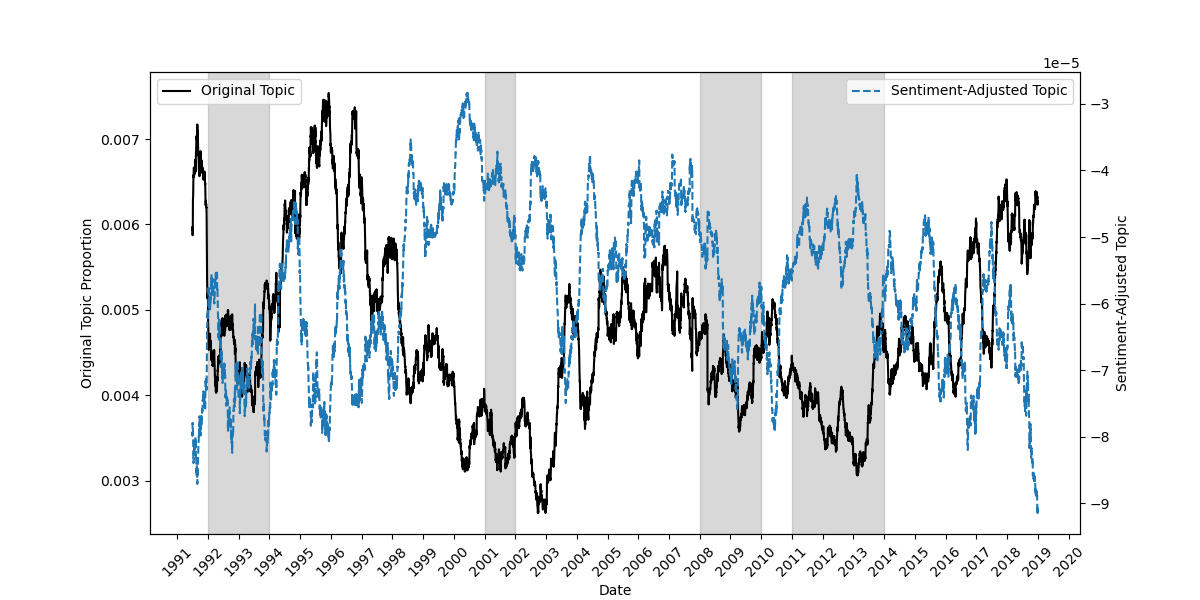 1e−5
Original Topic
Sentiment-Adjusted Topic
Original Topic Proportion
0.007
0.006
0.005
0.004
0.003
−3
−4
−5
−6
−7
−8
−9
Sentiment-Adjusted Topic
1991 1992 1993 1994 1995 1996 1997 1998 1999 2000 2001 2002 2003 2004 2005 2006 2007 2008 2009 2010 2011 2012 2013 2014 2015 2016 2017 2018 2019 2020
Date